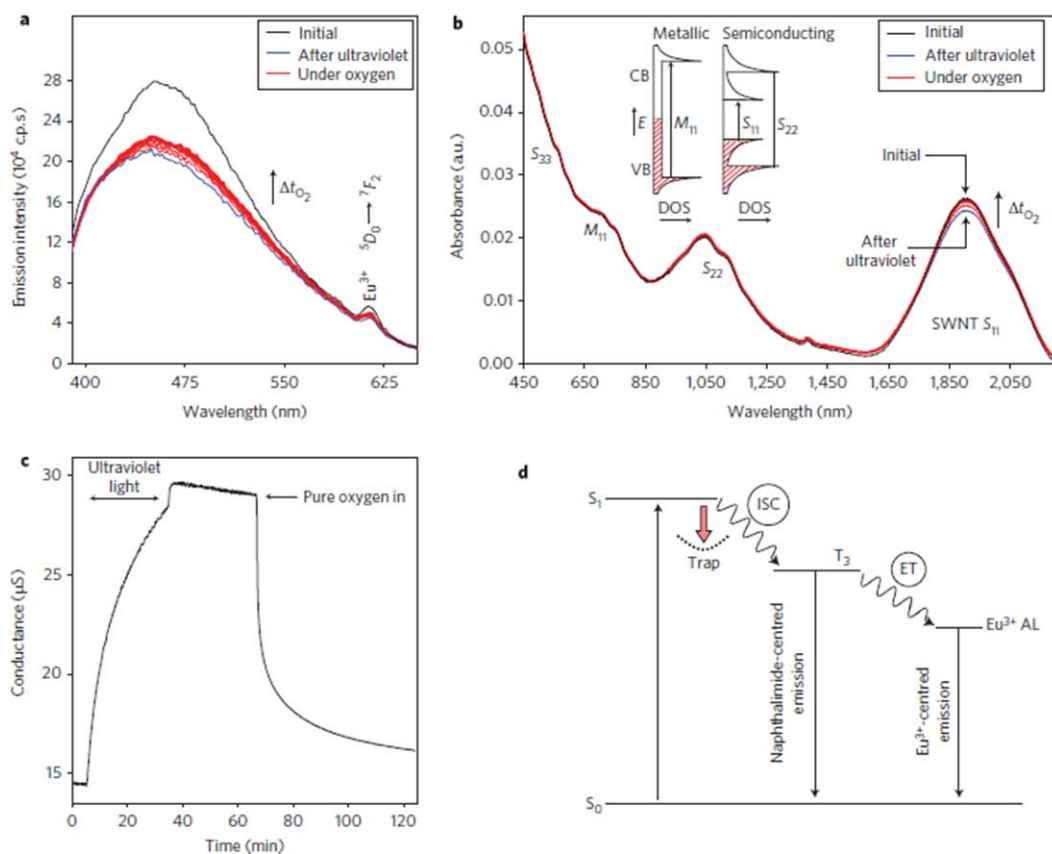 a
Initial
After ultraviolet
Under oxygen
28
24
20
16
12
8
4
0
Emission intensity (10⁴ c.p.s)
Δt_O₂
Eu³⁺ ⁵D₀ → ⁷F₂
400
475
550
625
Wavelength (nm)
b
Initial
After ultraviolet
Under oxygen
0.05
0.04
0.03
0.02
0.01
0.00
Absorbance (a.u.)
Metallic
Semiconducting
CB
E
VB
M₁₁
S₁₁
S₂₂
DOS
DOS
S₃₃
M₁₁
S₂₂
Initial
After
ultraviolet
Δt_O₂
SWNT S₁₁
450
650
850
1,050
1,250
1,450
1,650
1,850
2,050
Wavelength (nm)
c
30
25
20
15
Conductance (μS)
Ultraviolet
light
Pure oxygen in
0
20
40
60
80
100
120
Time (min)
d
S₁
ISC
Trap
T₃
ET
Eu³⁺ AL
Naphthalimide-centred
emission
Eu³⁺-centred
emission
S₀